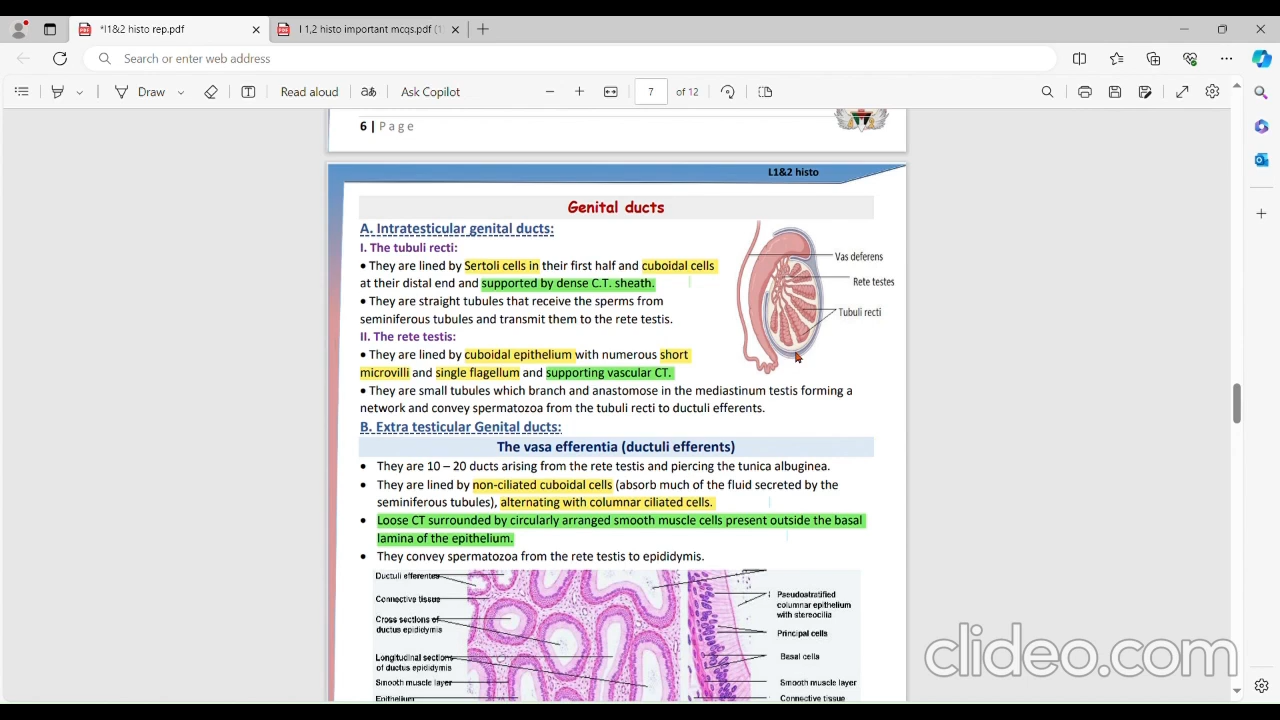 *I1&2 histo rep.pdf
I 1,2 histo important mcqs.pdf (1
Search or enter web address
Draw
Read aloud
aあ
Ask Copilot
7
of 12
6 | Page
L1&2 histo
Genital ducts
A. Intratesticular genital ducts:
I. The tubuli recti:
• They are lined by Sertoli cells in their first half and cuboidal cells
at their distal end and supported by dense C.T. sheath.
• They are straight tubules that receive the sperms from
seminiferous tubules and transmit them to the rete testis.
Vas deferens
Rete testes
Tubuli recti
II. The rete testis:
• They are lined by cuboidal epithelium with numerous short
microvilli and single flagellum and supporting vascular CT.
• They are small tubules which branch and anastomose in the mediastinum testis forming a
network and convey spermatozoa from the tubuli recti to ductuli efferents.
B. Extra testicular Genital ducts:
The vasa efferentia (ductuli efferents)
• They are 10 – 20 ducts arising from the rete testis and piercing the tunica albuginea.
• They are lined by non-ciliated cuboidal cells (absorb much of the fluid secreted by the
seminiferous tubules), alternating with columnar ciliated cells.
• Loose CT surrounded by circularly arranged smooth muscle cells present outside the basal
lamina of the epithelium.
• They convey spermatozoa from the rete testis to epididymis.
Ductuli efferentes
Connective tissue
Cross sections of
ductus epididymis
Longitudinal sections
of ductus epididymis
Smooth muscle layer
Epithelium
Pseudostratified
columnar epithelium
with stereocilia
Principal cells
Basal cells
Smooth muscle layer
Connective tissue
clideo.com